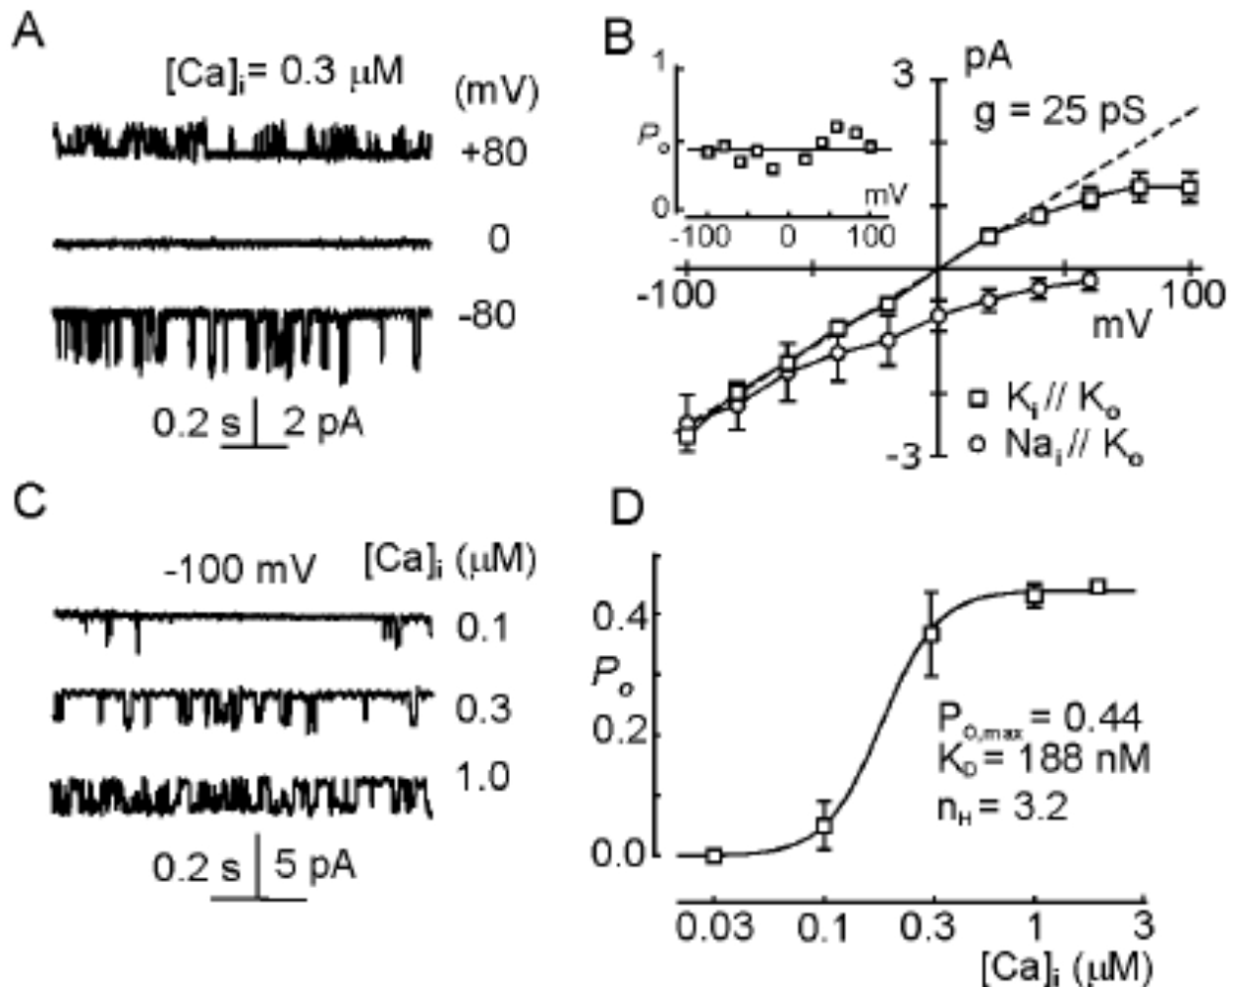 A
[Ca]i = 0.3 µM
(mV)
+80
0
-80
0.2 s
2 pA
B
1
Po
0
mV
-100 0 100
3
pA
g = 25 pS
-100
100
mV
Ki // Ko
Nai // Ko
-3
C
-100 mV
[Ca]i (µM)
0.1
0.3
1.0
0.2 s
5 pA
D
0.4
Po
0.2
0.0
Po,max = 0.44
KD = 188 nM
nH = 3.2
0.03 0.1 0.3 1 3
[Ca]i (µM)